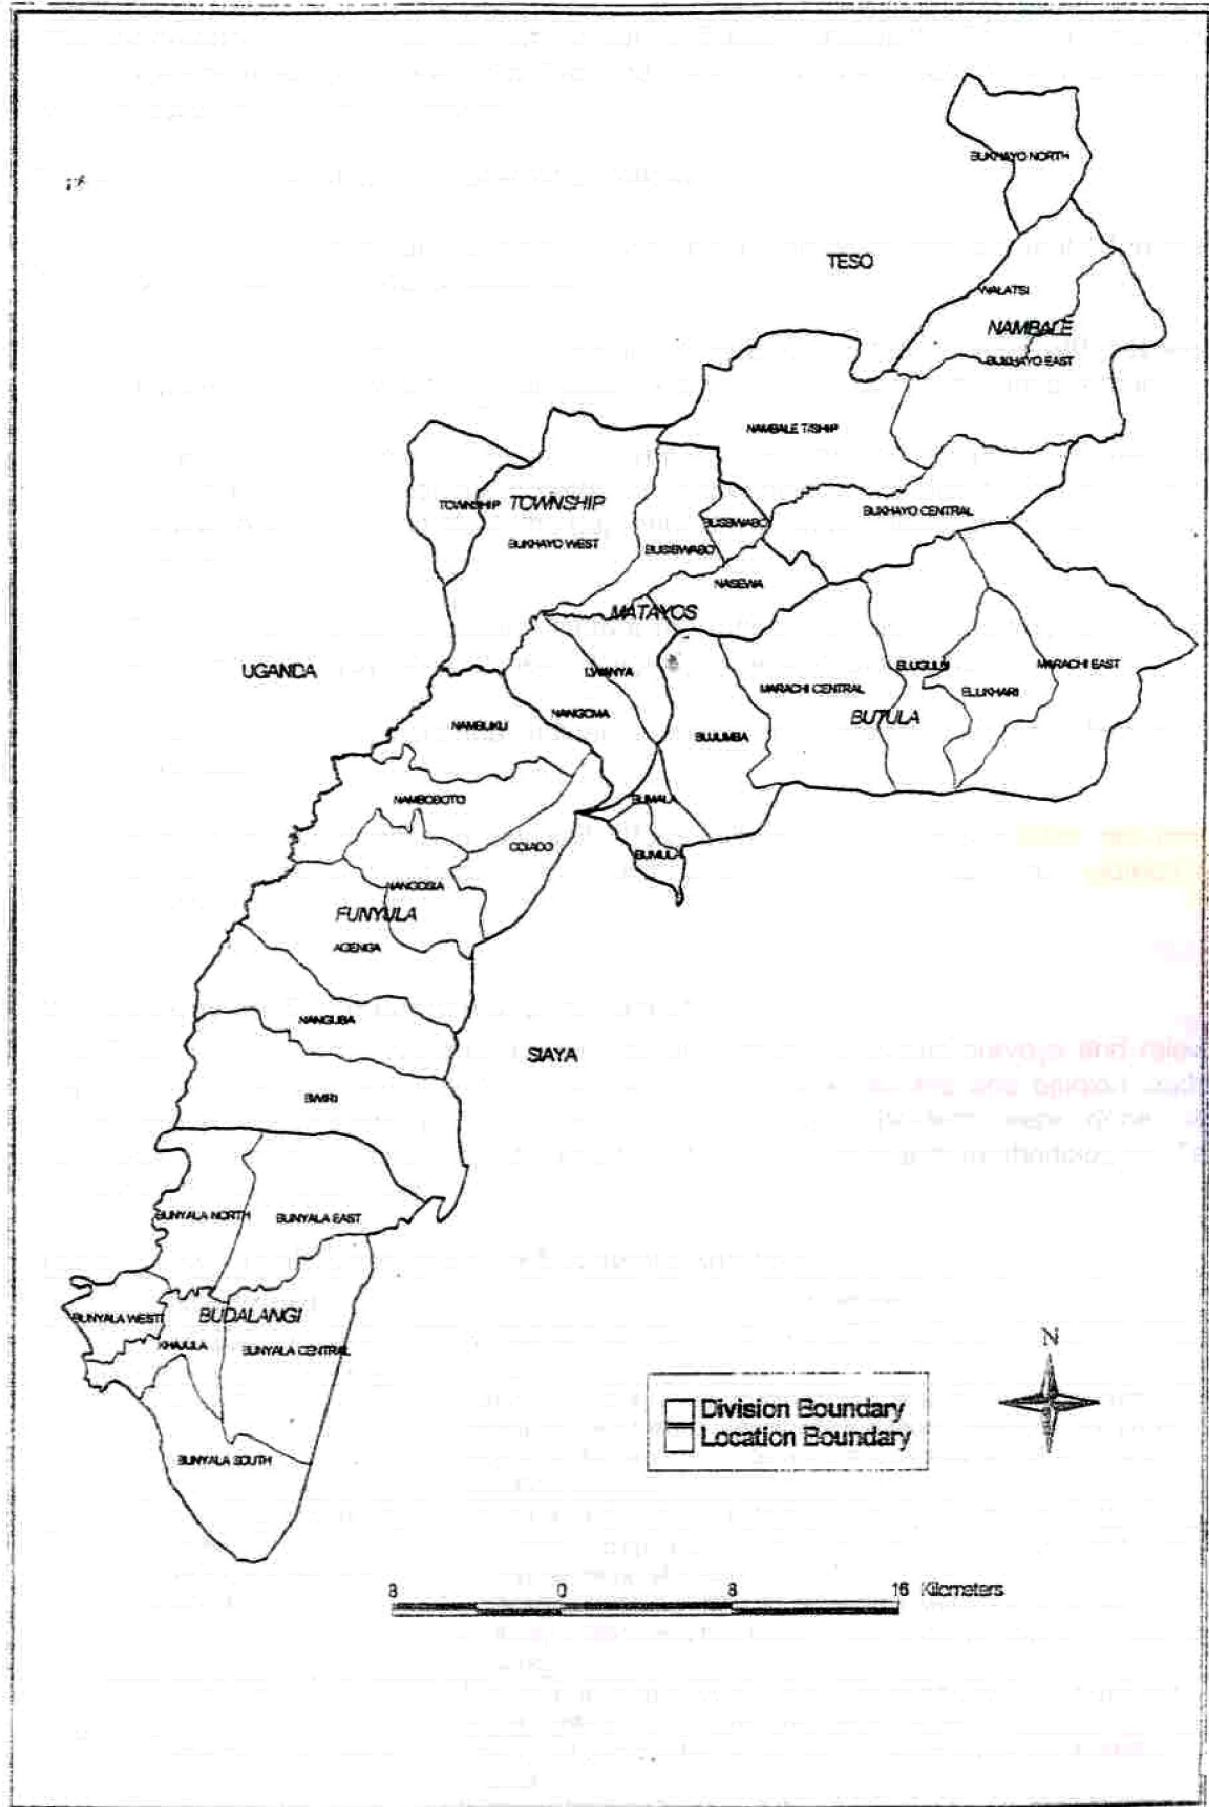 BUKHAYO NORTH
TESO
WALATSI
NAMBALE
BUKHAYO EAST
NAMBALE T/SHIP
TOWNSHIP
TOWNSHIP
BUKHAYO CENTRAL
BUSIBWABO
BUKHAYO WEST
BUSIBWABO
NASEWA
MATAYOS
UGANDA
LWANYA
ELUGULU
MARACHI EAST
MARACHI CENTRAL
ELUKHARI
NANGOMA
BUTULA
NAMBUKU
BUJUMBA
NAMBOBOTO
BUMALA
ODIADO
BUMULA
NANGOSIA
FUNYULA
AGENGA
NANGUBA
SIAYA
BWIRI
BUNYALA NORTH
BUNYALA EAST
BUNYALA WEST
BUDALANGI
KHAJULA
BUNYALA CENTRAL
N
Division Boundary
Location Boundary
BUNYALA SOUTH
8 0 8 16 Kilometers